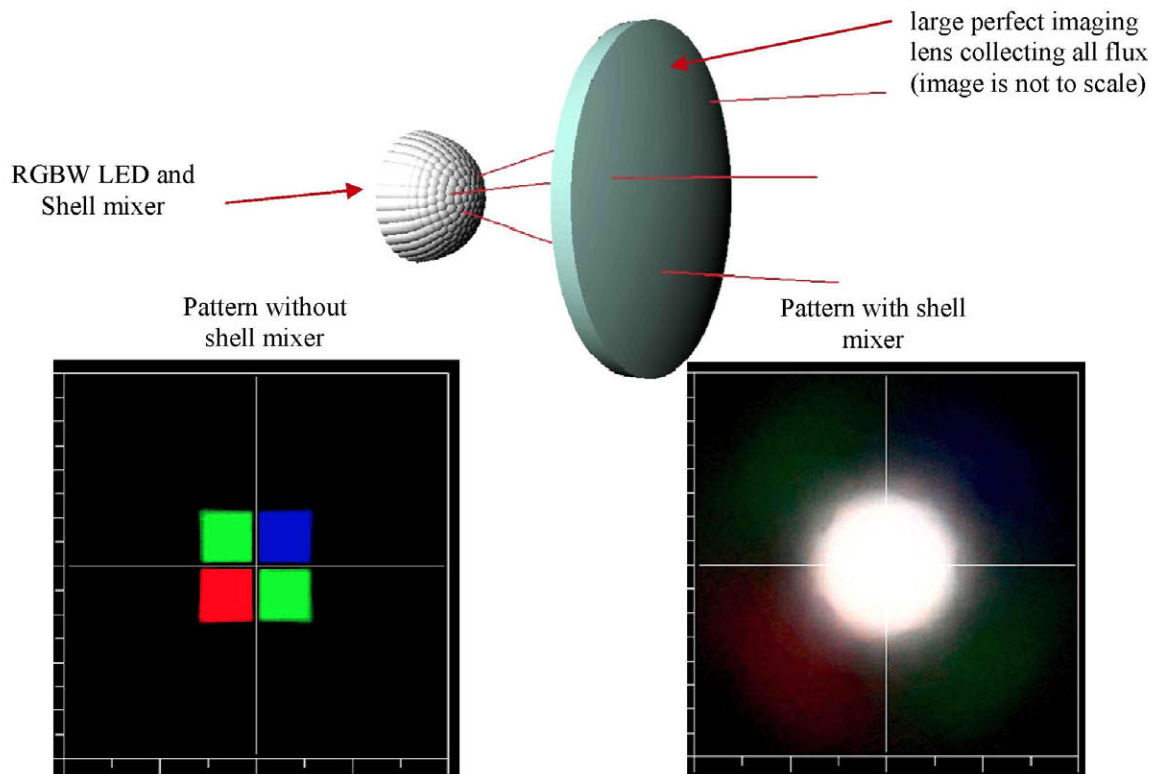 large perfect imaging
lens collecting all flux
(image is not to scale)
RGBW LED and
Shell mixer
Pattern without
shell mixer
Pattern with shell
mixer